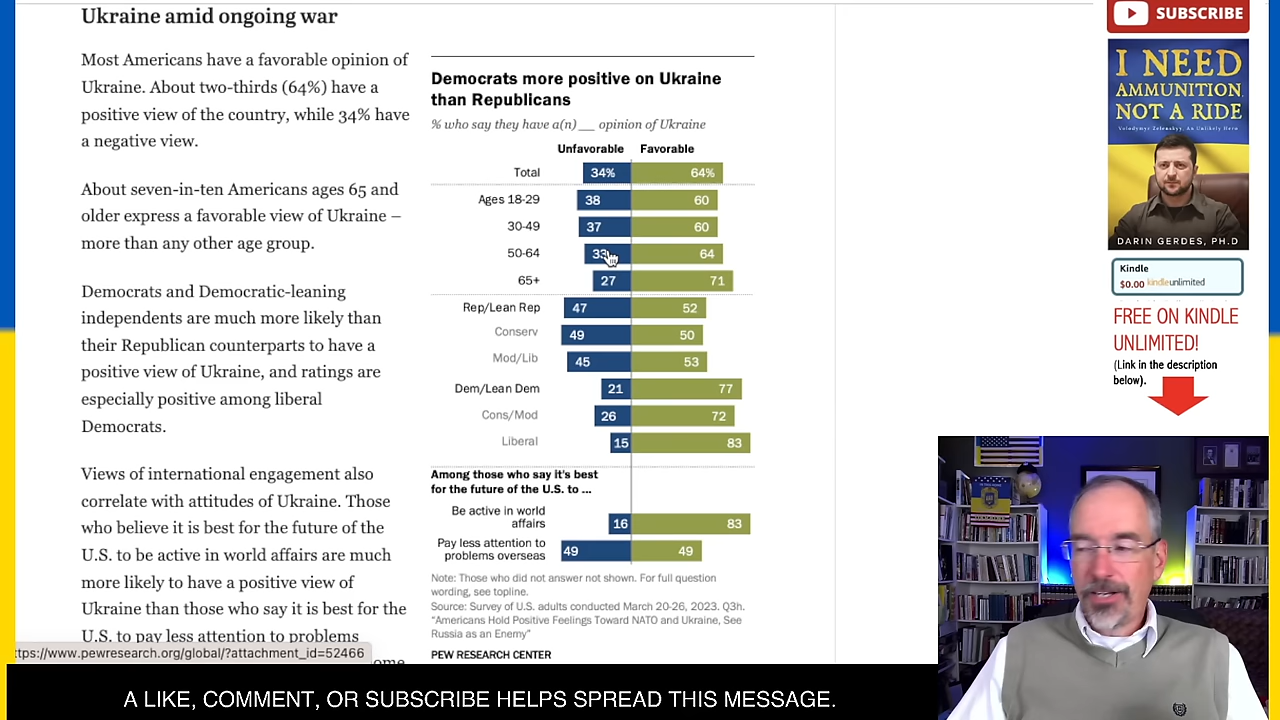 Ukraine amid ongoing war
Most Americans have a favorable opinion of
Ukraine. About two-thirds (64%) have a
positive view of the country, while 34% have
a negative view.
About seven-in-ten Americans ages 65 and
older express a favorable view of Ukraine –
more than any other age group.
Democrats and Democratic-leaning
independents are much more likely than
their Republican counterparts to have a
positive view of Ukraine, and ratings are
especially positive among liberal
Democrats.
Views of international engagement also
correlate with attitudes of Ukraine. Those
who believe it is best for the future of the
U.S. to be active in world affairs are much
more likely to have a positive view of
Ukraine than those who say it is best for the
U.S. to pay less attention to problems
ttps://www.pewresearch.org/global/?attachment_id=52466
Democrats more positive on Ukraine
than Republicans
% who say they have a(n)__ opinion of Ukraine
Unfavorable Favorable
Total 34% 64%
Ages 18-29 38 60
30-49 37 60
50-64 33 64
65+ 27 71
Rep/Lean Rep 47 52
Conserv 49 50
Mod/Lib 45 53
Dem/Lean Dem 21 77
Cons/Mod 26 72
Liberal 15 83
Among those who say it's best
for the future of the U.S. to ...
Be active in world
affairs 16 83
Pay less attention to
problems overseas 49 49
Note: Those who did not answer not shown. For full question
wording, see topline.
Source: Survey of U.S. adults conducted March 20-26, 2023. Q3h.
"Americans Hold Positive Feelings Toward NATO and Ukraine, See
Russia as an Enemy"
PEW RESEARCH CENTER
SUBSCRIBE
I NEED
AMMUNITION,
NOT A RIDE
Volodymyr Zelenskyy, An Unlikely Hero
DARIN GERDES, PH.D
Kindle
$0.00 kindleunlimited
FREE ON KINDLE
UNLIMITED!
(Link in the description
below).
A LIKE, COMMENT, OR SUBSCRIBE HELPS SPREAD THIS MESSAGE.